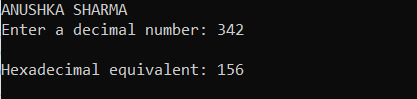 ANUSHKA SHARMA
Enter a decimal number: 342
Hexadecimal equivalent: 156